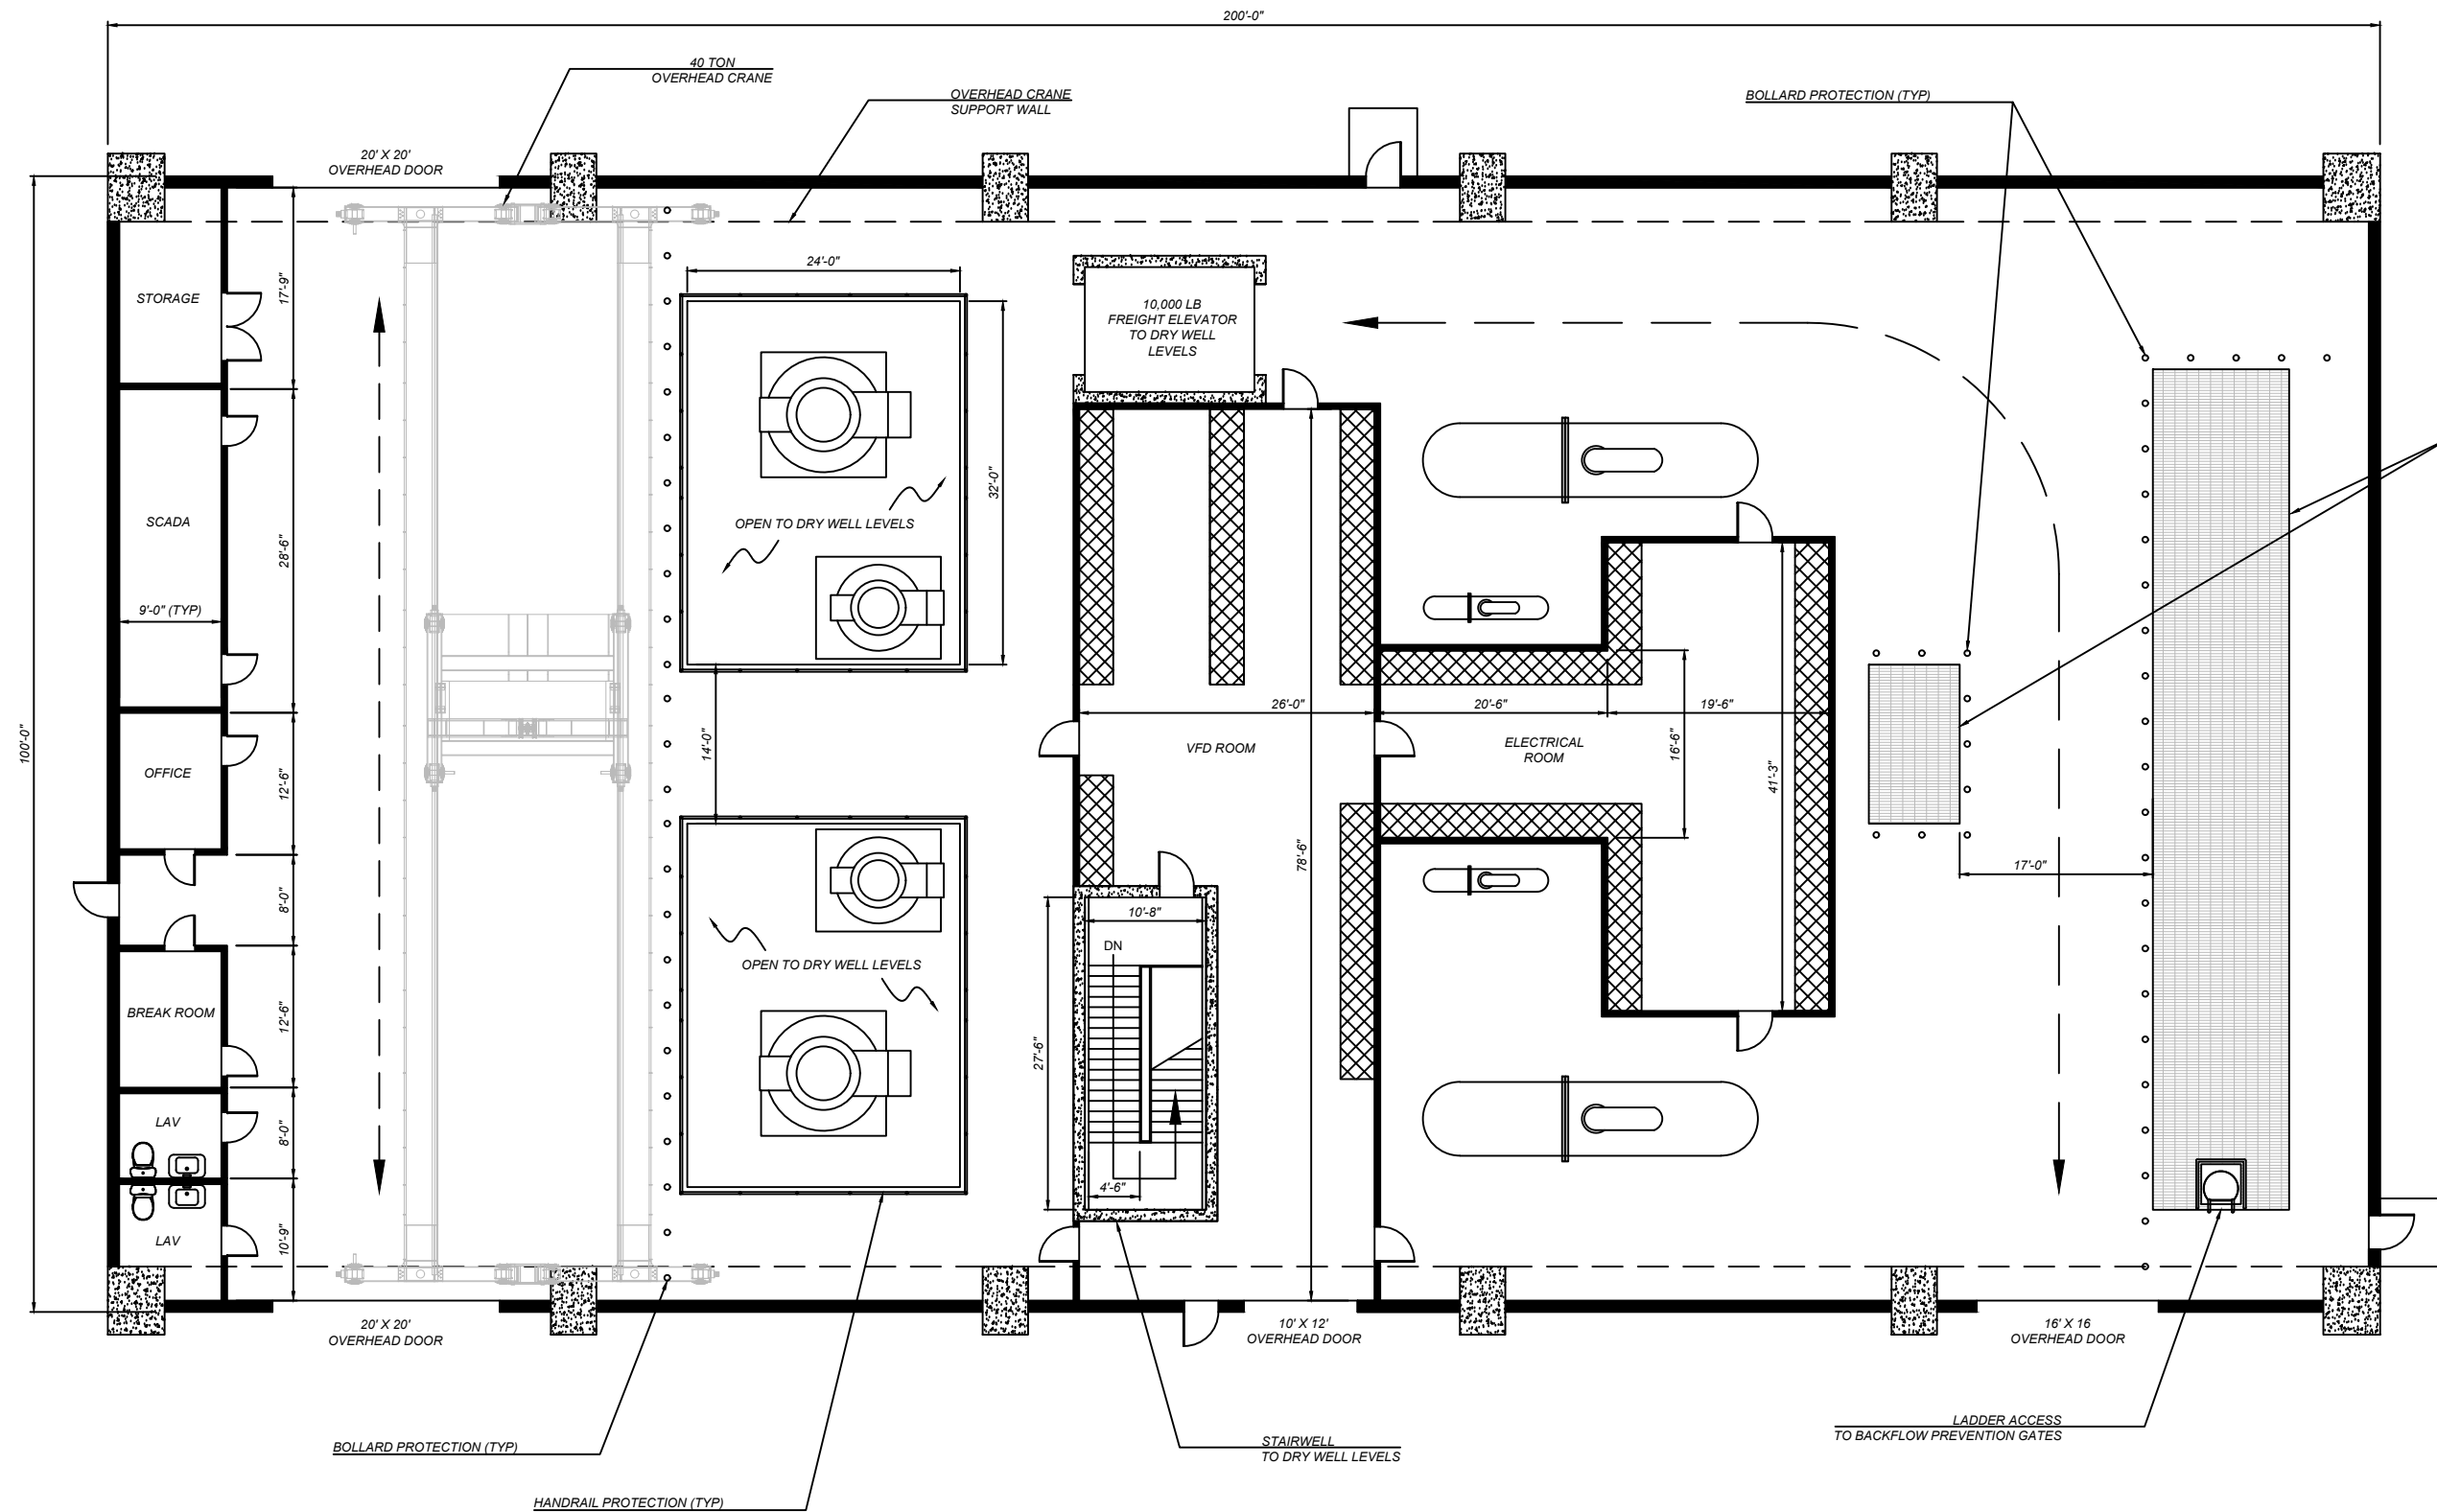 200'-0"
40 TON
OVERHEAD CRANE
OVERHEAD CRANE
SUPPORT WALL
BOLLARD PROTECTION (TYP)
20' X 20'
OVERHEAD DOOR
24'-0"
STORAGE
17'-9"
10,000 LB
FREIGHT ELEVATOR
TO DRY WELL
LEVELS
32'-0"
SCADA
OPEN TO DRY WELL LEVELS
28'-6"
9'-0" (TYP)
26'-0"
20'-6"
19'-6"
100'-0"
14'-0"
VFD ROOM
ELECTRICAL
ROOM
16'-6"
41'-3"
OFFICE
12'-6"
78'-6"
17'-0"
8'-0"
10'-8"
DN
OPEN TO DRY WELL LEVELS
BREAK ROOM
12'-6"
27'-6"
LAV
8'-0"
4'-6"
LAV
10'-9"
20' X 20'
OVERHEAD DOOR
10' X 12'
OVERHEAD DOOR
16' X 16
OVERHEAD DOOR
LADDER ACCESS
TO BACKFLOW PREVENTION GATES
BOLLARD PROTECTION (TYP)
STAIRWELL
TO DRY WELL LEVELS
HANDRAIL PROTECTION (TYP)